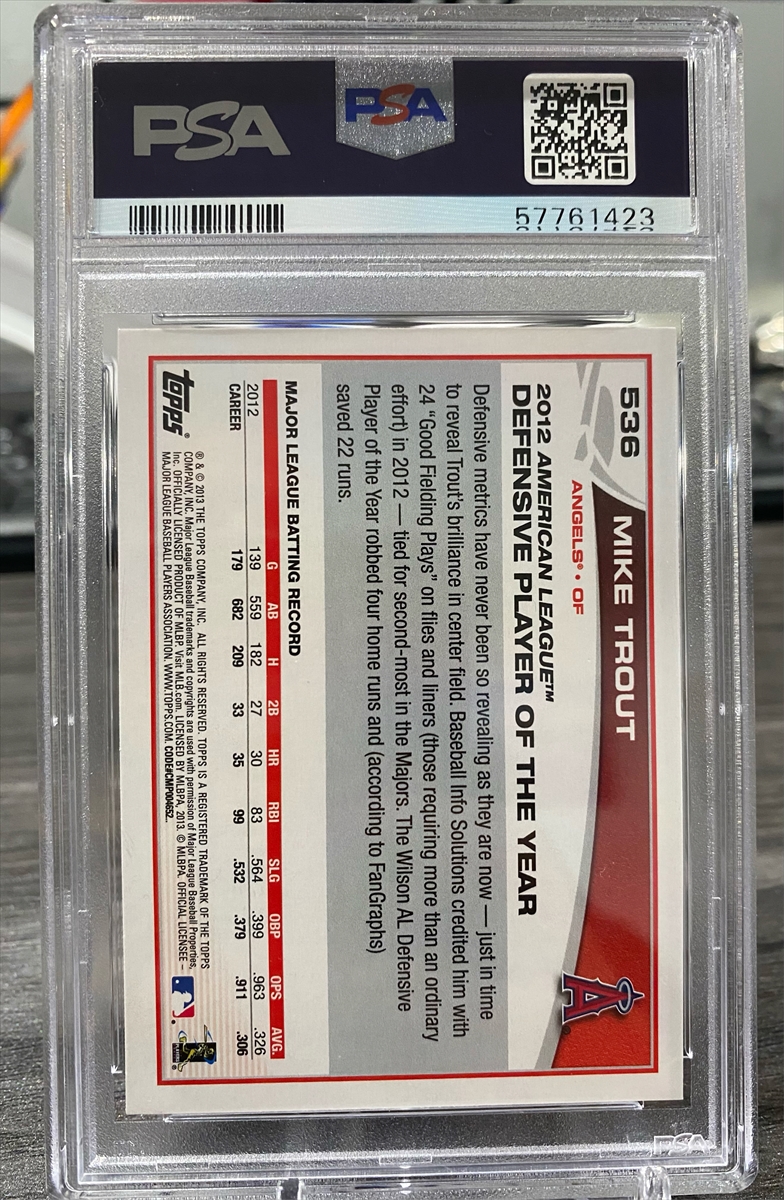 PSA
PSA
57761423
536
MIKE TROUT
ANGELS® • OF
A
2012 AMERICAN LEAGUE™
DEFENSIVE PLAYER OF THE YEAR
Defensive metrics have never been so revealing as they are now — just in time
to reveal Trout's brilliance in center field. Baseball Info Solutions credited him with
24 "Good Fielding Plays" on flies and liners (those requiring more than an ordinary
effort) in 2012 — tied for second-most in the Majors. The Wilson AL Defensive
Player of the Year robbed four home runs and (according to FanGraphs)
saved 22 runs.
MAJOR LEAGUE BATTING RECORD
G AB H 2B HR RBI SLG OBP OPS AVG.
2012 139 559 182 27 30 83 .564 .399 .963 .326
CAREER 179 682 209 33 35 99 .532 .379 .911 .306
Topps®
® & © 2013 THE TOPPS COMPANY, INC. ALL RIGHTS RESERVED. TOPPS IS A REGISTERED TRADEMARK OF THE TOPPS
COMPANY, INC. Major League Baseball trademarks and copyrights are used with permission of Major League Baseball Properties,
Inc. OFFICIALLY LICENSED PRODUCT OF MLBP. Visit MLB.com. LICENSED BY MLBPA, 2013. © MLBPA. OFFICIAL LICENSEE –
MAJOR LEAGUE BASEBALL PLAYERS ASSOCIATION. WWW.TOPPS.COM. CODE#CMP004652.
PSA